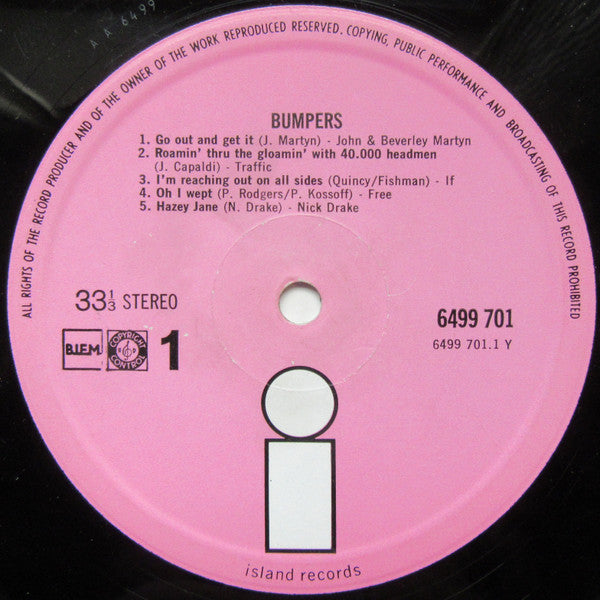 AA 6499
ALL RIGHTS OF THE RECORD PRODUCER AND OF THE OWNER OF THE WORK REPRODUCED RESERVED. COPYING, PUBLIC PERFORMANCE AND BROADCASTING OF THIS RECORD PROHIBITED
BUMPERS
1. Go out and get it (J. Martyn) - John & Beverley Martyn
2. Roamin' thru the gloamin' with 40.000 headmen
(J. Capaldi) - Traffic
3. I'm reaching out on all sides (Quincy/Fishman) - If
4. Oh I wept (P. Rodgers/P. Kossoff) - Free
5. Hazey Jane (N. Drake) - Nick Drake
33⅓ STEREO
6499 701
B.I.E.M.
COPYRIGHT CONTROL
1
6499 701.1 Y
i
island records